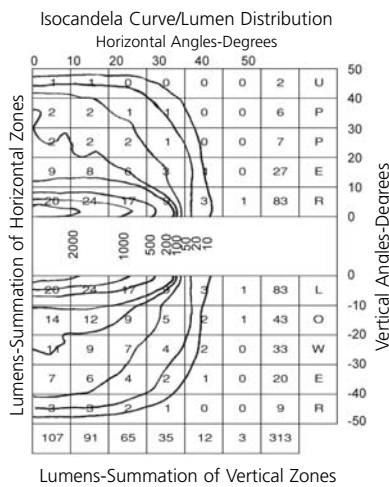 Isocandela Curve/Lumen Distribution
Horizontal Angles-Degrees
0 10 20 30 40 50
50
1 1 0 0 0 0 2 U
40
2 2 1 1 0 0 6 P
30
2 2 2 1 0 0 7 P
20
9 8 6 3 0 27 E
10
20 24 17 3 1 83 R
0
2000 1000 500 200 100 50 20 10
0
20 24 17 3 1 83 L
-10
14 12 9 5 2 1 43 O
-20
11 9 7 4 2 0 33 W
-30
7 6 4 2 1 0 20 E
-40
3 3 2 1 0 0 9 R
-50
107 91 65 35 12 3 313
Lumens-Summation of Horizontal Zones
Vertical Angles-Degrees
Lumens-Summation of Vertical Zones